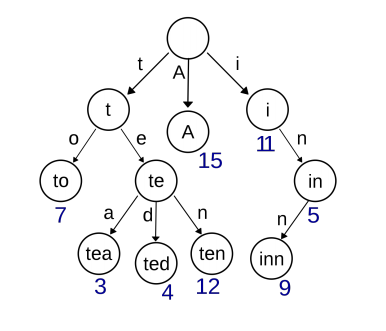 t A i
t A i
15 11
o e n
to te in
7 5
a d n n
tea ted ten inn
3 4 12 9